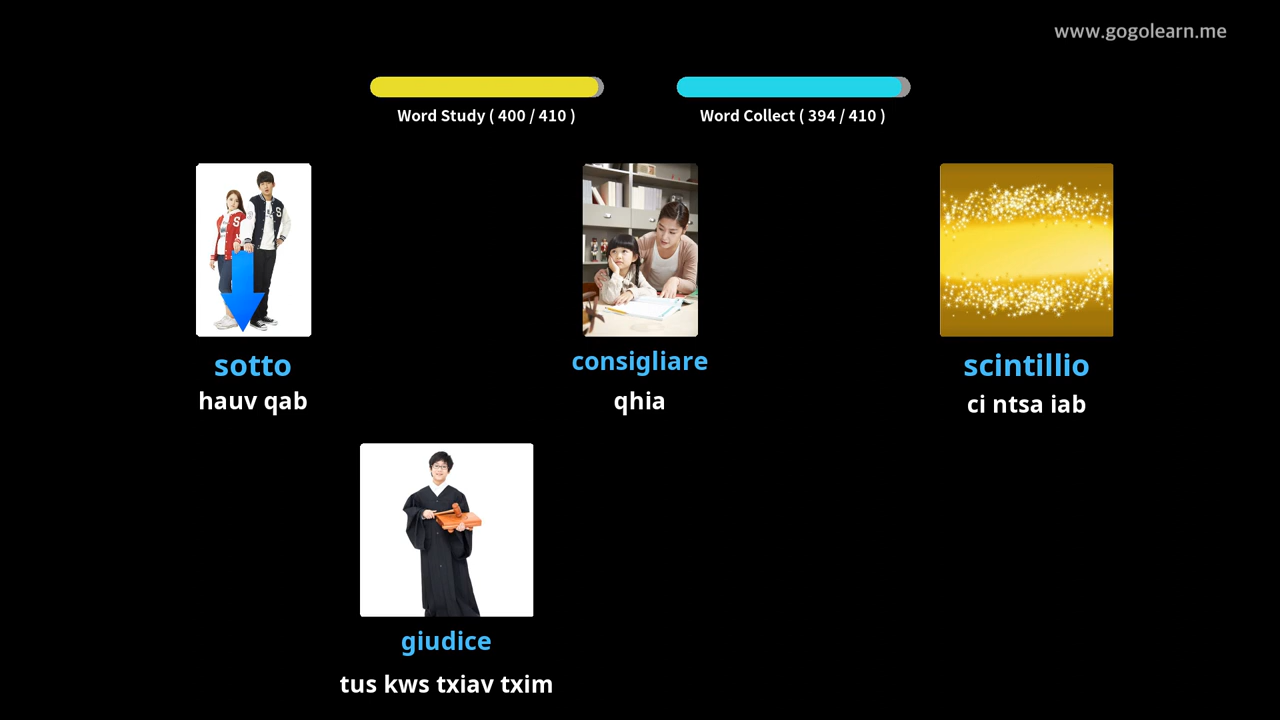 www.gogolearn.me
Word Study ( 400 / 410 )
Word Collect ( 394 / 410 )
sotto
hauv qab
consigliare
qhia
scintillio
ci ntsa iab
giudice
tus kws txiav txim